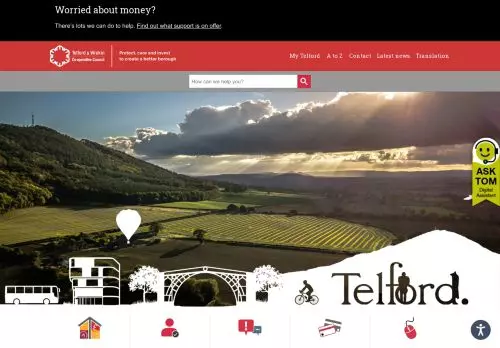 Worried about money?
There's lots we can do to help. Find out what support is on offer.
Telford & Wrekin
Co-operative Council
Protect, care and invest
to create a better borough
My Telford A to Z Contact Latest news Translation
How can we help you?
ASK
TOM
Digital
Assistant
Telford.